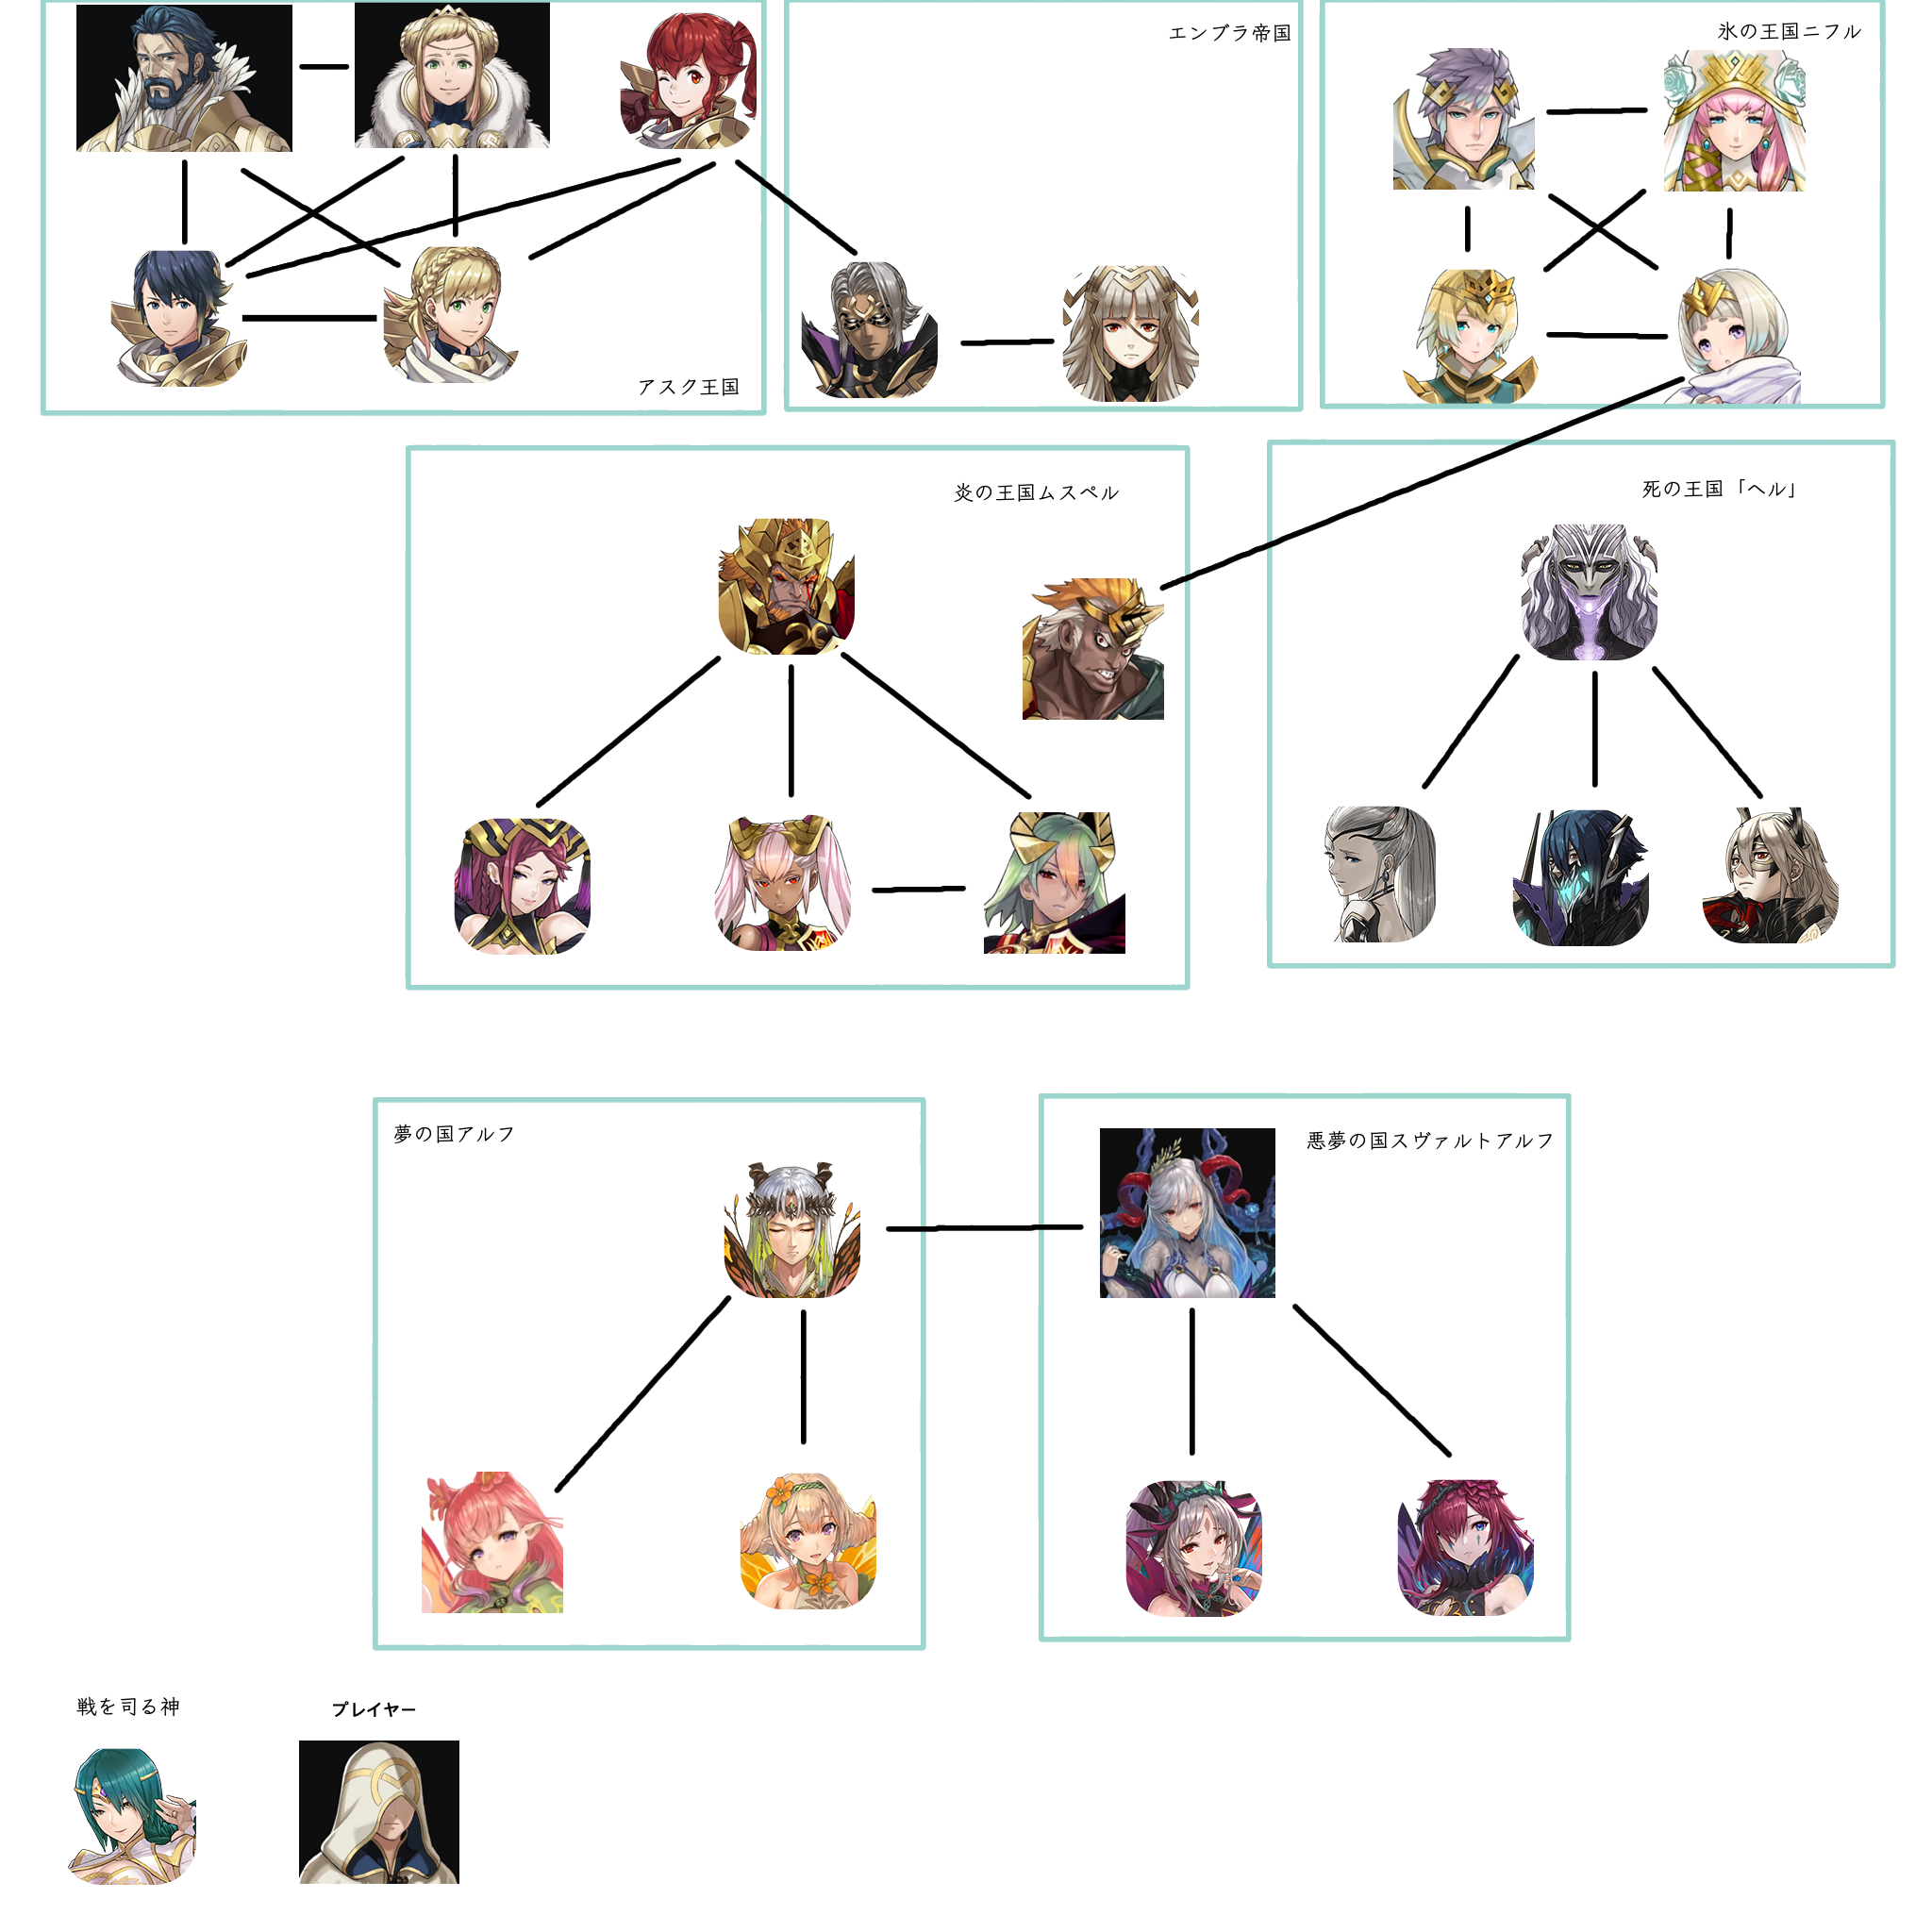 エンブラ帝国
氷の王国ニフル
アスク王国
炎の王国ムスペル
死の王国「ヘル」
夢の国アルフ
悪夢の国スヴァルトアルフ
戦を司る神
プレイヤー